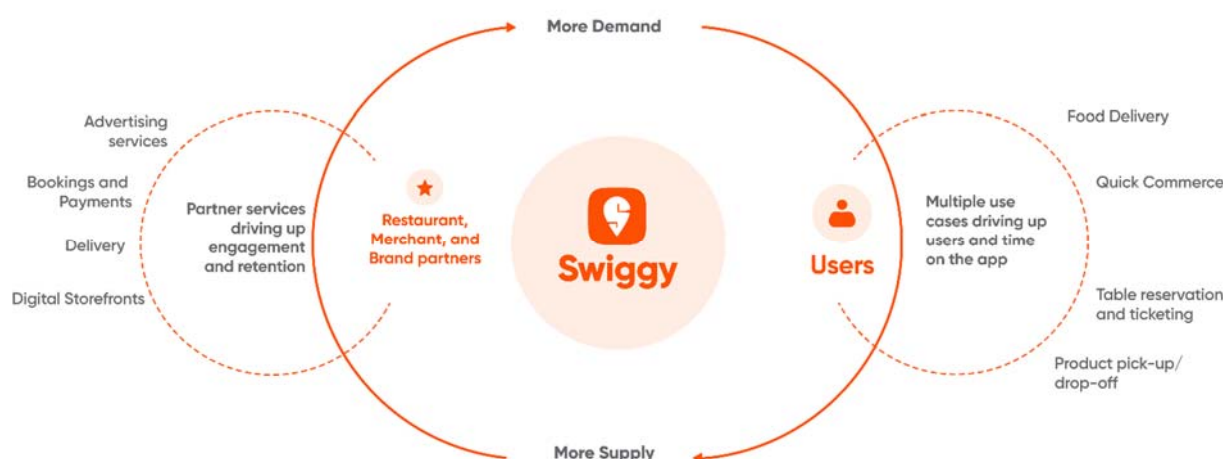 More Demand
Advertising
services
Bookings and
Payments
Delivery
Digital Storefronts
Partner services
driving up
engagement
and retention
Restaurant,
Merchant, and
Brand partners
Swiggy
Users
Multiple use
cases driving up
users and time
on the app
Food Delivery
Quick Commerce
Table reservation
and ticketing
Product pick-up/
drop-off
More Supply